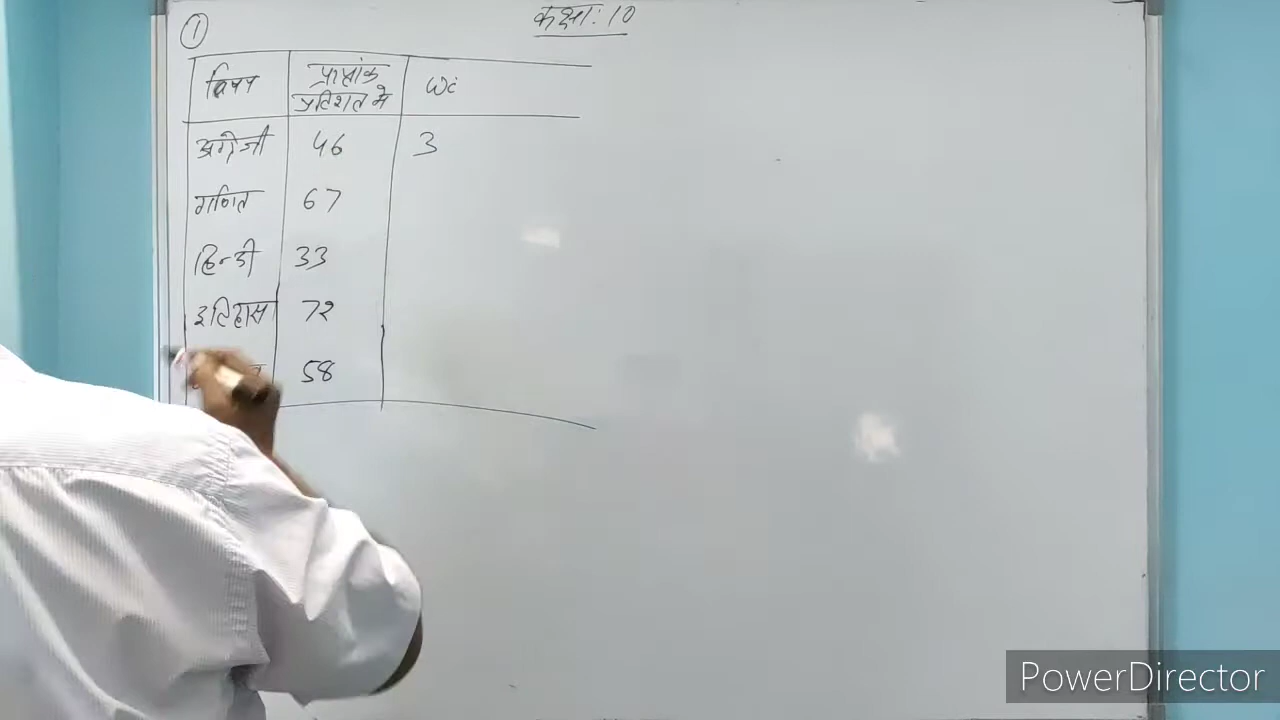 कक्षा: 10
①
विषय प्राप्तांक प्रतिशत मे wi
अंग्रेजी 46 3
गणित 67
हिन्दी 33
इतिहास 72
58
PowerDirector